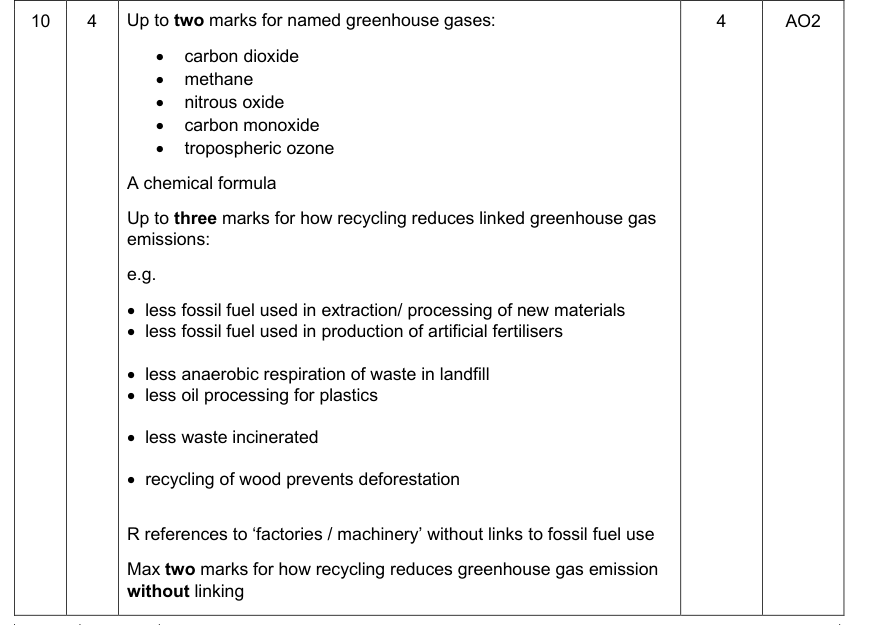 10 4 Up to two marks for named greenhouse gases: 4 AO2
• carbon dioxide
• methane
• nitrous oxide
• carbon monoxide
• tropospheric ozone
A chemical formula
Up to three marks for how recycling reduces linked greenhouse gas
emissions:
e.g.
• less fossil fuel used in extraction/ processing of new materials
• less fossil fuel used in production of artificial fertilisers
• less anaerobic respiration of waste in landfill
• less oil processing for plastics
• less waste incinerated
• recycling of wood prevents deforestation
R references to ‘factories / machinery’ without links to fossil fuel use
Max two marks for how recycling reduces greenhouse gas emission
without linking